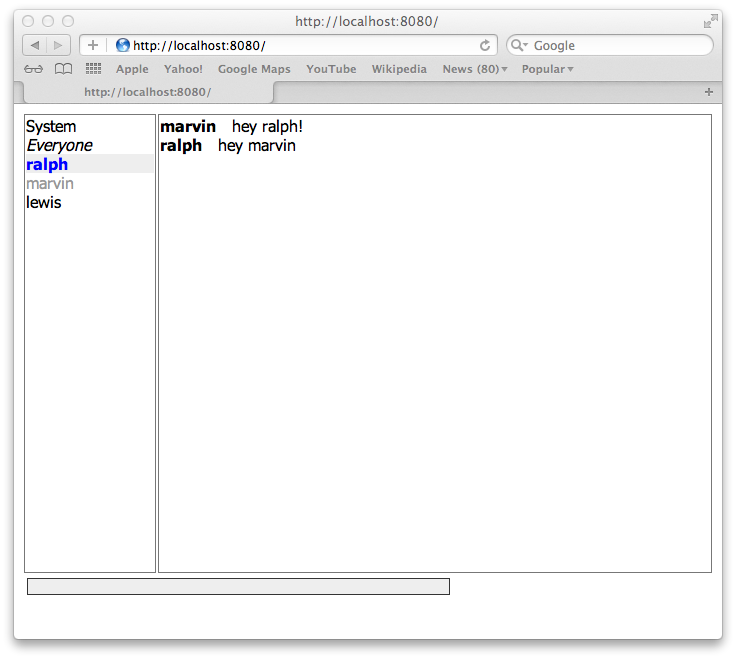 http://localhost:8080/
http://localhost:8080/ Google
Apple Yahoo! Google Maps YouTube Wikipedia News (80) Popular
http://localhost:8080/
System
Everyone
ralph
marvin
lewis
marvin hey ralph!
ralph hey marvin